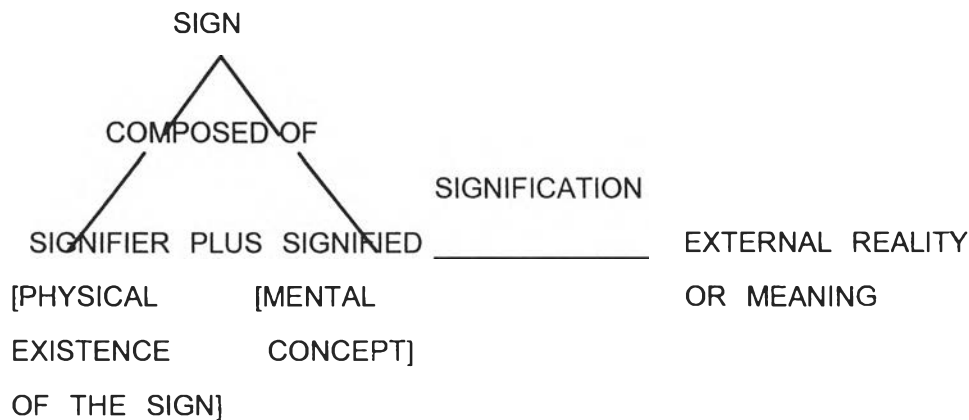 SIGN
COMPOSED OF
SIGNIFICATION
SIGNIFIER PLUS SIGNIFIED EXTERNAL REALITY
[PHYSICAL [MENTAL OR MEANING
EXISTENCE CONCEPT]
OF THE SIGN]